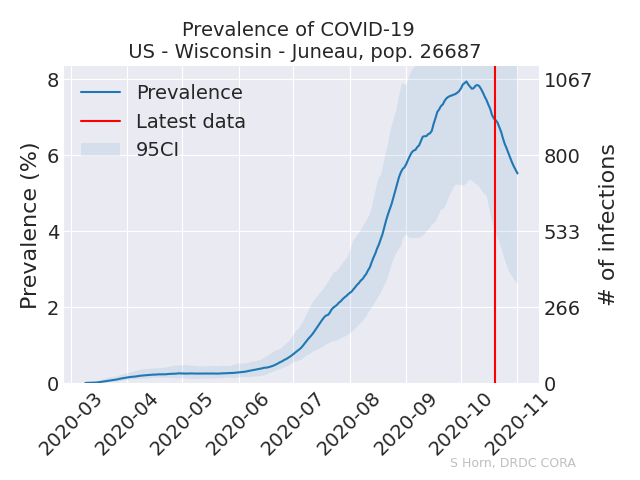 Prevalence of COVID-19
US - Wisconsin - Juneau, pop. 26687
Prevalence
Latest data
95CI
Prevalence (%)
8
6
4
2
0
1067
800
533
266
0
# of infections
2020-03
2020-04
2020-05
2020-06
2020-07
2020-08
2020-09
2020-10
2020-11
S Horn, DRDC CORA